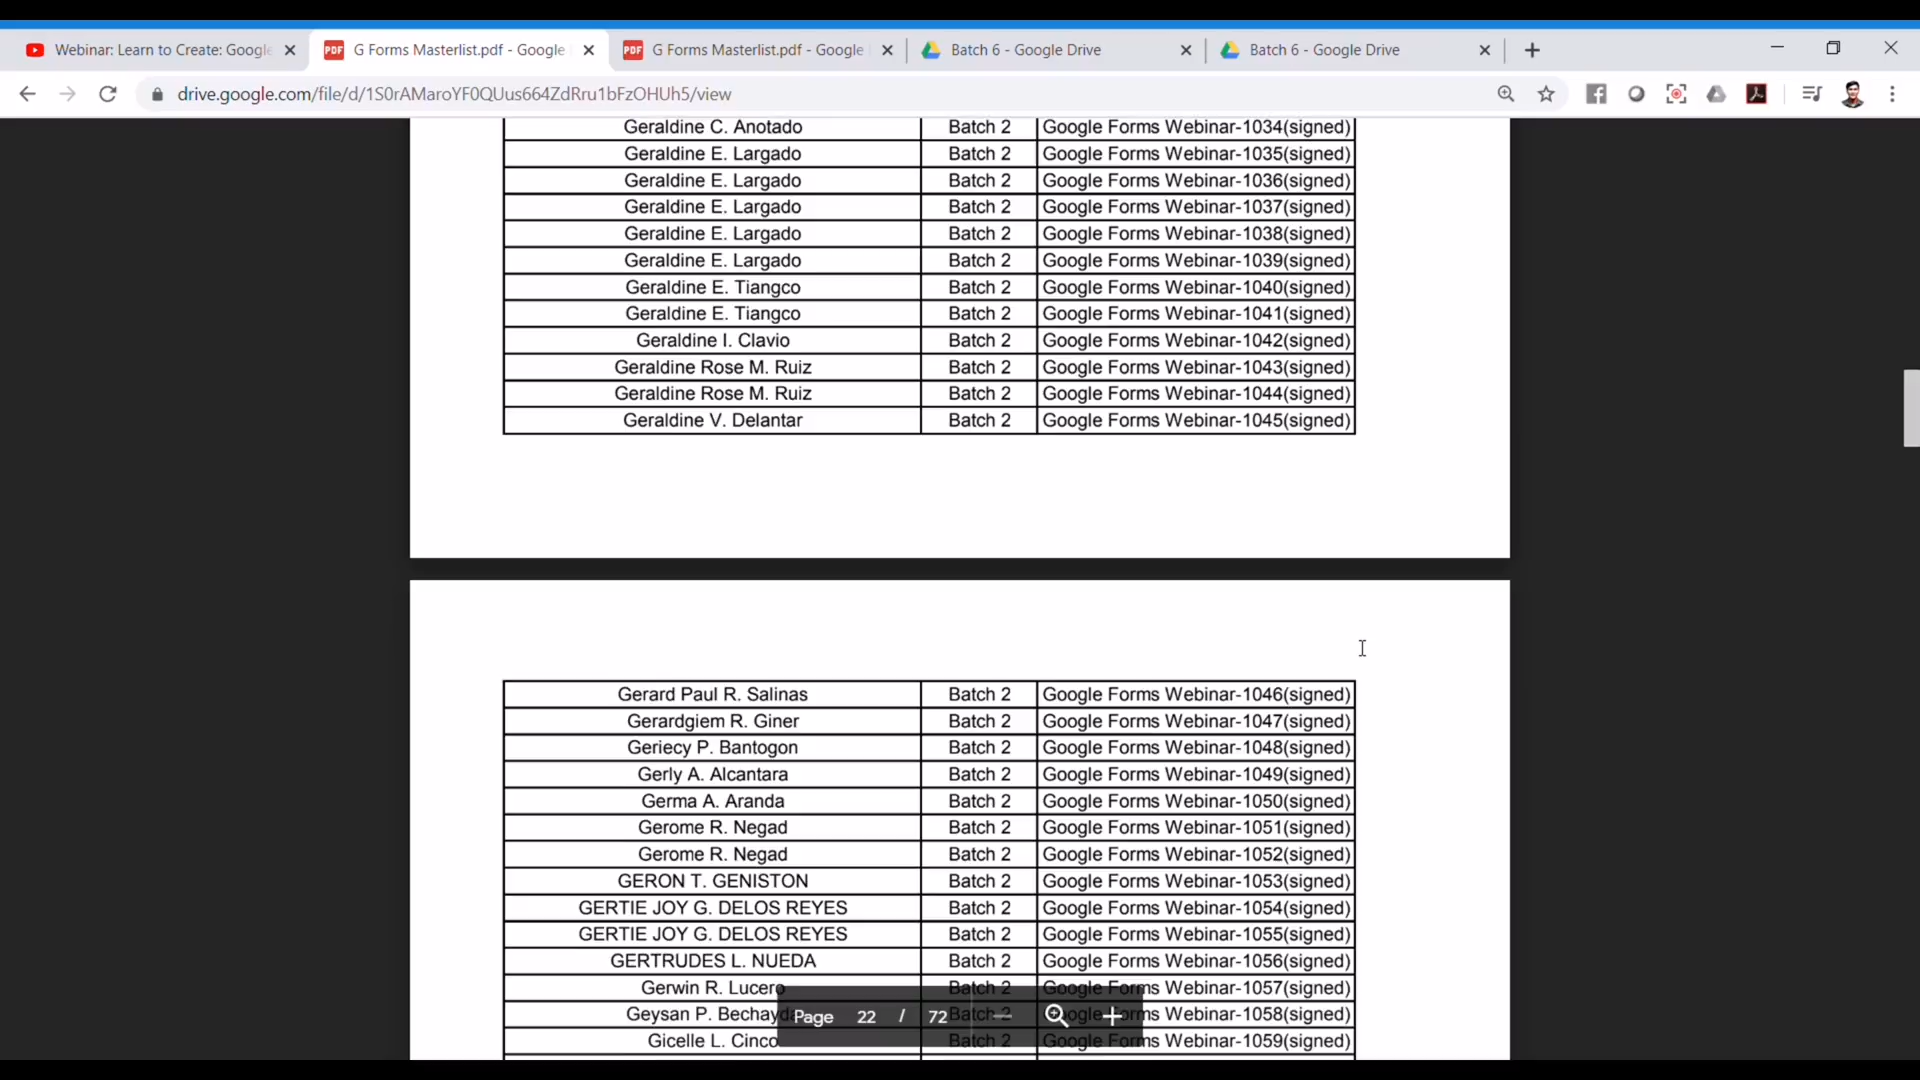 Webinar: Learn to Create: Google
G Forms Masterlist.pdf - Google
G Forms Masterlist.pdf - Google
Batch 6 - Google Drive
Batch 6 - Google Drive
drive.google.com/file/d/1S0rAMaroYF0QUus664ZdRru1bFzOHUh5/view
Geraldine C. Anotado Batch 2 Google Forms Webinar-1034(signed)
Geraldine E. Largado Batch 2 Google Forms Webinar-1035(signed)
Geraldine E. Largado Batch 2 Google Forms Webinar-1036(signed)
Geraldine E. Largado Batch 2 Google Forms Webinar-1037(signed)
Geraldine E. Largado Batch 2 Google Forms Webinar-1038(signed)
Geraldine E. Largado Batch 2 Google Forms Webinar-1039(signed)
Geraldine E. Tiangco Batch 2 Google Forms Webinar-1040(signed)
Geraldine E. Tiangco Batch 2 Google Forms Webinar-1041(signed)
Geraldine I. Clavio Batch 2 Google Forms Webinar-1042(signed)
Geraldine Rose M. Ruiz Batch 2 Google Forms Webinar-1043(signed)
Geraldine Rose M. Ruiz Batch 2 Google Forms Webinar-1044(signed)
Geraldine V. Delantar Batch 2 Google Forms Webinar-1045(signed)
Gerard Paul R. Salinas Batch 2 Google Forms Webinar-1046(signed)
Gerardgiem R. Giner Batch 2 Google Forms Webinar-1047(signed)
Geriecy P. Bantogon Batch 2 Google Forms Webinar-1048(signed)
Gerly A. Alcantara Batch 2 Google Forms Webinar-1049(signed)
Germa A. Aranda Batch 2 Google Forms Webinar-1050(signed)
Gerome R. Negad Batch 2 Google Forms Webinar-1051(signed)
Gerome R. Negad Batch 2 Google Forms Webinar-1052(signed)
GERON T. GENISTON Batch 2 Google Forms Webinar-1053(signed)
GERTIE JOY G. DELOS REYES Batch 2 Google Forms Webinar-1054(signed)
GERTIE JOY G. DELOS REYES Batch 2 Google Forms Webinar-1055(signed)
GERTRUDES L. NUEDA Batch 2 Google Forms Webinar-1056(signed)
Gerwin R. Lucero Batch 2 Google Forms Webinar-1057(signed)
Geysan P. Batch 2 Google Forms Webinar-1058(signed)
Gicelle L. Cinco Batch 2 Google Forms Webinar-1059(signed)
Page 22 / 72